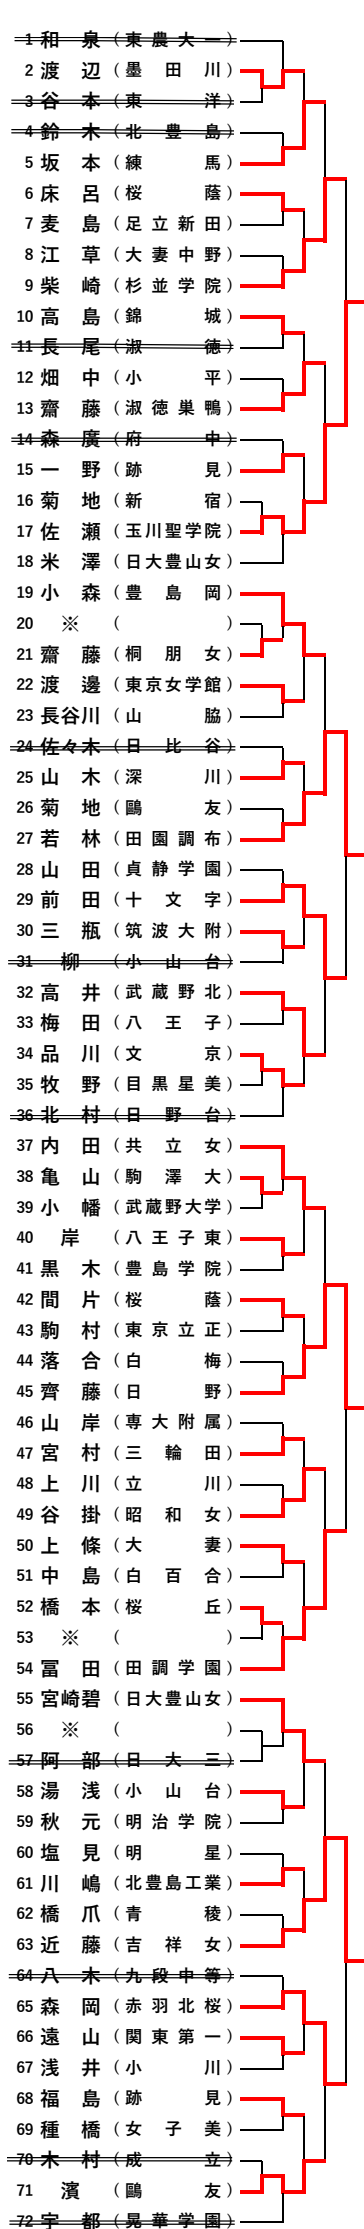 1 和泉 (東農大一)
2 渡辺 (墨田川)
3 谷本 (東洋)
4 鈴木 (北豊島)
5 坂本 (練馬)
6 床呂 (桜蔭)
7 麦島 (足立新田)
8 江草 (大妻中野)
9 柴崎 (杉並学院)
10 高島 (錦城)
11 長尾 (淑徳)
12 畑中 (小平)
13 齋藤 (淑徳巣鴨)
14 森廣 (府中)
15 一野 (跡見)
16 菊地 (新宿)
17 佐瀬 (玉川聖学院)
18 米澤 (日大豊山女)
19 小森 (豊島岡)
20 ※ ( )
21 齋藤 (桐朋女)
22 渡邊 (東京女学館)
23 長谷川 (山脇)
24 佐々木 (日比谷)
25 山木 (深川)
26 菊地 (鷗友)
27 若林 (田園調布)
28 山田 (貞静学園)
29 前田 (十文字)
30 三瓶 (筑波大附)
31 柳 (小山台)
32 高井 (武蔵野北)
33 梅田 (八王子)
34 品川 (文京)
35 牧野 (目黒星美)
36 北村 (日野台)
37 内田 (共立女)
38 亀山 (駒澤大)
39 小幡 (武蔵野大学)
40 岸 (八王子東)
41 黒木 (豊島学院)
42 間片 (桜蔭)
43 駒村 (東京立正)
44 落合 (白梅)
45 齊藤 (日野)
46 山岸 (専大附属)
47 宮村 (三輪田)
48 上川 (立川)
49 谷掛 (昭和女)
50 上條 (大妻)
51 中島 (白百合)
52 橋本 (桜丘)
53 ※ ( )
54 冨田 (田調学園)
55 宮崎碧 (日大豊山女)
56 ※ ( )
57 阿部 (日大三)
58 湯浅 (小山台)
59 秋元 (明治学院)
60 塩見 (明星)
61 川嶋 (北豊島工業)
62 橋爪 (青稜)
63 近藤 (吉祥女)
64 八木 (九段中等)
65 森岡 (赤羽北桜)
66 遠山 (関東第一)
67 浅井 (小川)
68 福島 (跡見)
69 種橋 (女子美)
70 木村 (成立)
71 濱 (鷗友)
72 宇都 (晃華学園)